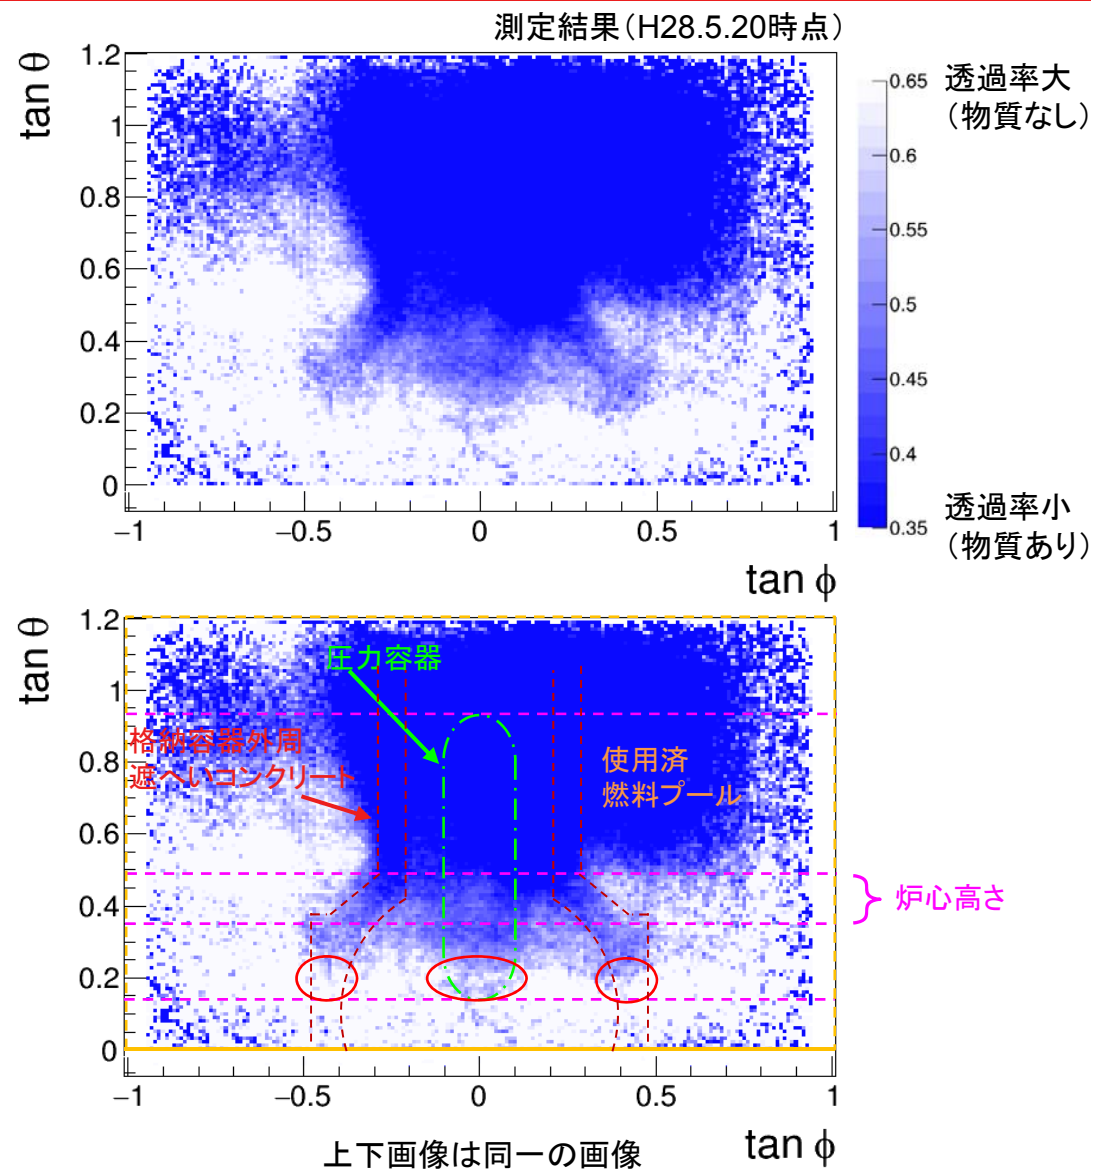 測定結果(H28.5.20時点)
tan θ
1.2
1
0.8
0.6
0.4
0.2
0
−1
−0.5
0
0.5
1
tan ϕ
0.65
0.6
0.55
0.5
0.45
0.4
0.35
透過率大
(物質なし)
透過率小
(物質あり)
tan θ
1.2
1
0.8
0.6
0.4
0.2
0
圧力容器
格納容器外周
遮へいコンクリート
使用済
燃料プール
炉心高さ
−1
−0.5
0
0.5
1
tan ϕ
上下画像は同一の画像